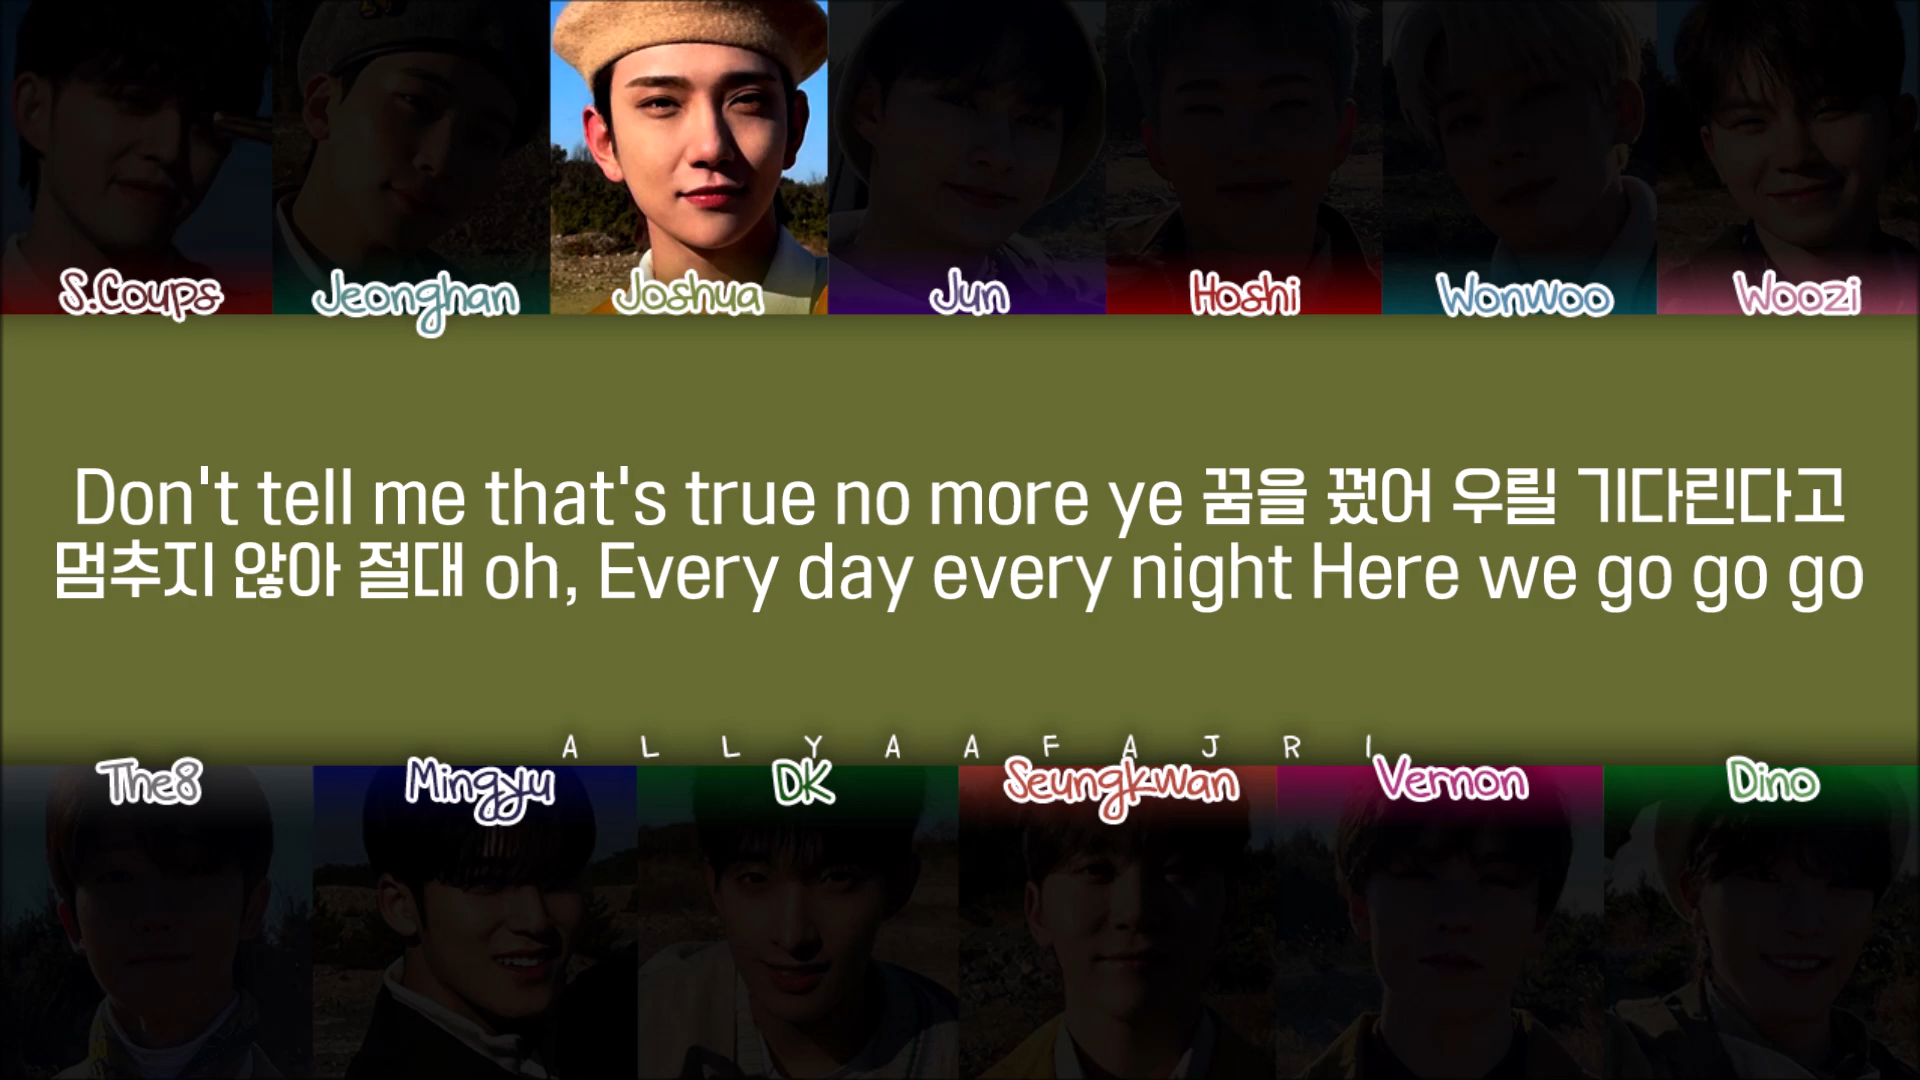 S.Coups Jeonghan Joshua Jun Hoshi Wonwoo Woozi
Don't tell me that's true no more ye 꿈을 꿨어 우릴 기다린다고
멈추지 않아 절대 oh, Every day every night Here we go go go
A L L Y A A F A J R I
The8 Mingyu DK Seungkwan Vernon Dino